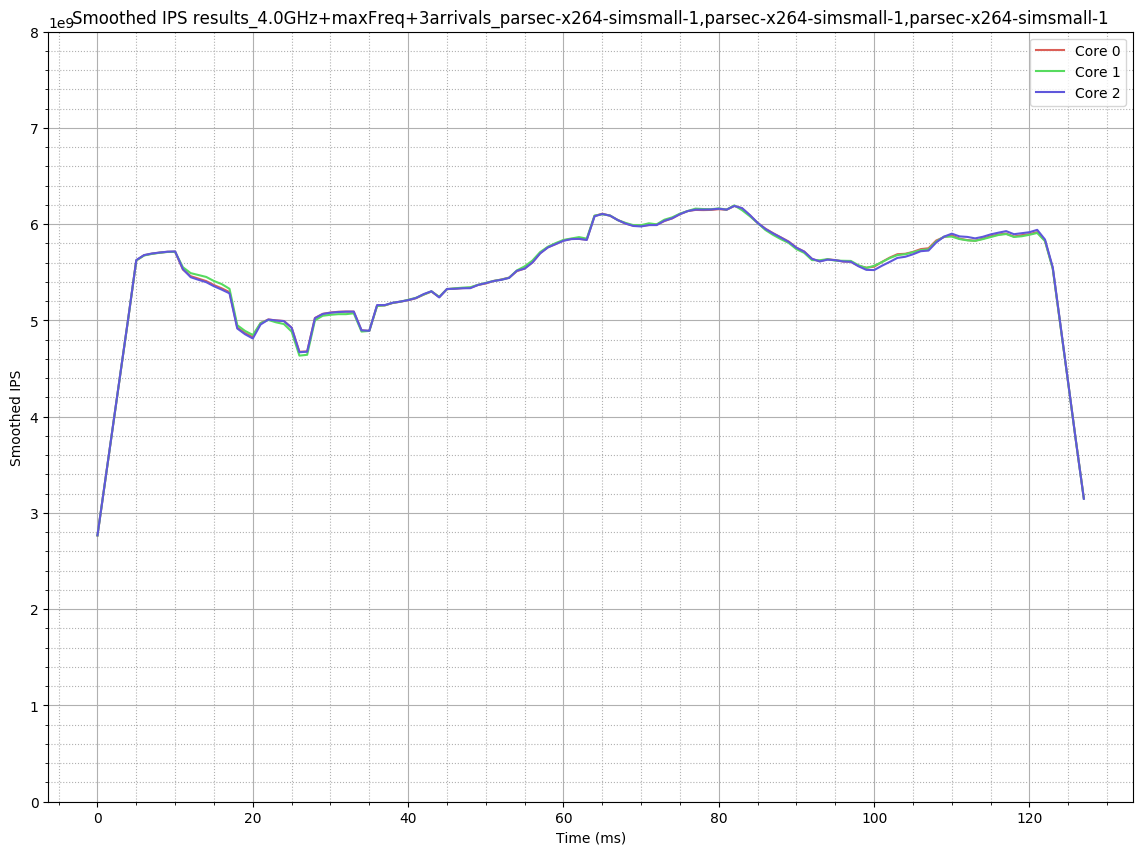 Smoothed IPS results_4.0GHz+maxFreq+3arrivals_parsec-x264-simsmall-1,parsec-x264-simsmall-1,parsec-x264-simsmall-1
1e9
Core 0
Core 1
Core 2
8
7
6
5
4
3
2
1
0
Smoothed IPS
0 20 40 60 80 100 120
Time (ms)